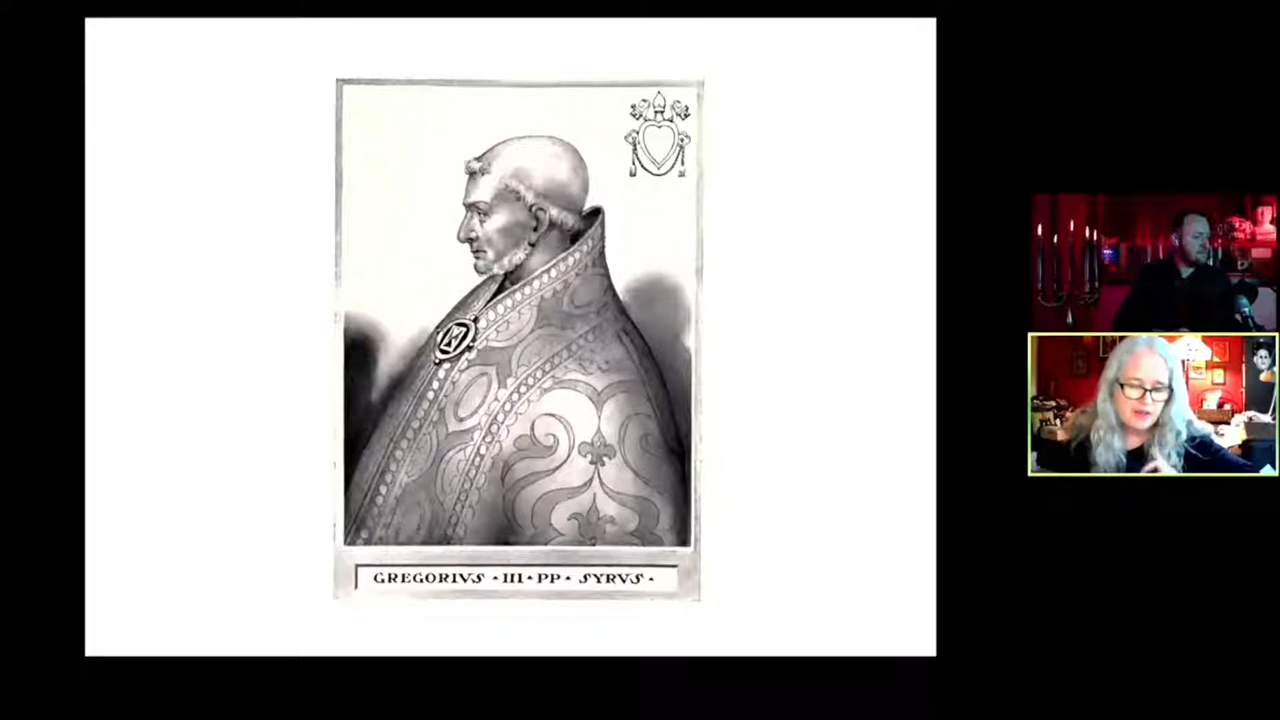 GREGORIVS • III • PP • SYRVS •